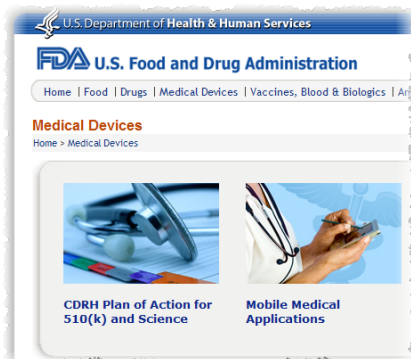 U.S. Department of Health & Human Services
FDA U.S. Food and Drug Administration
Home | Food | Drugs | Medical Devices | Vaccines, Blood & Biologics |
Medical Devices
Home > Medical Devices
CDRH Plan of Action for
510(k) and Science
Mobile Medical
Applications